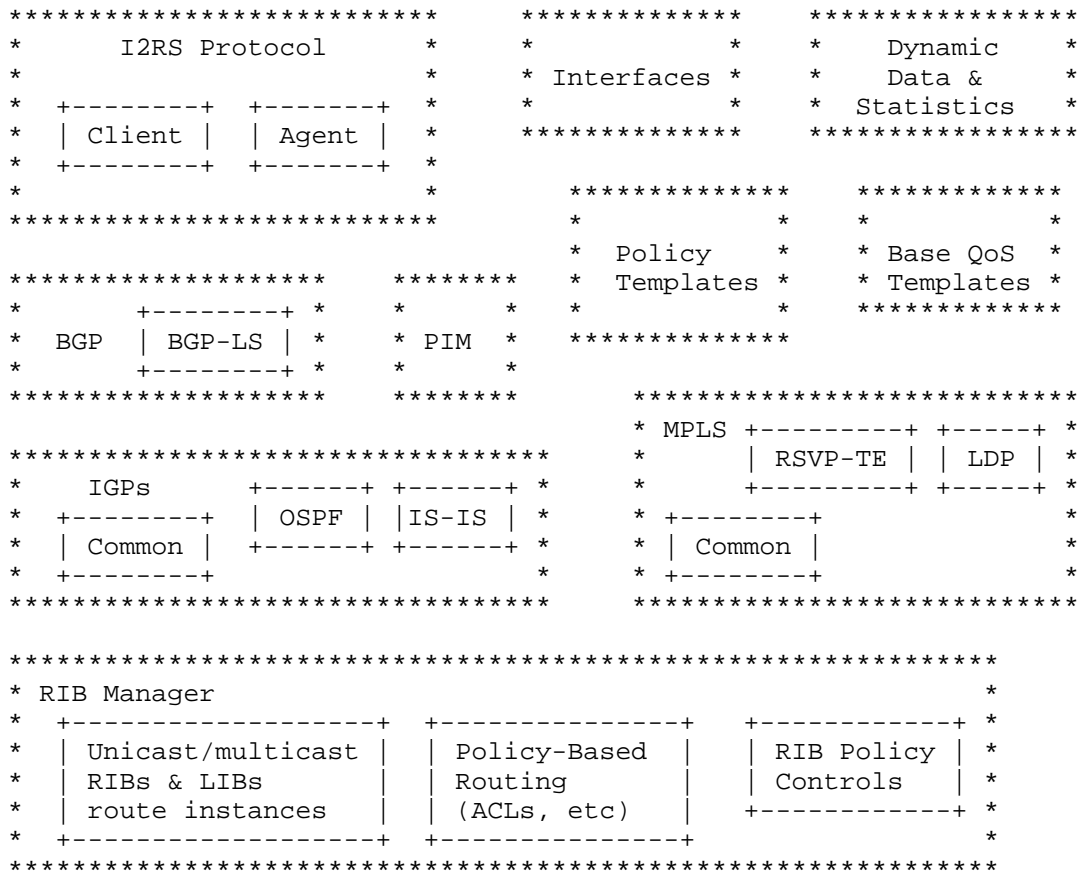 I2RS Protocol
Client
Agent
Interfaces
Dynamic
Data &
Statistics
Policy
Templates
Base QoS
Templates
BGP
BGP-LS
PIM
MPLS
RSVP-TE
LDP
Common
IGPs
OSPF
IS-IS
Common
RIB Manager
Unicast/multicast
RIBs & LIBs
route instances
Policy-Based
Routing
(ACLs, etc)
RIB Policy
Controls